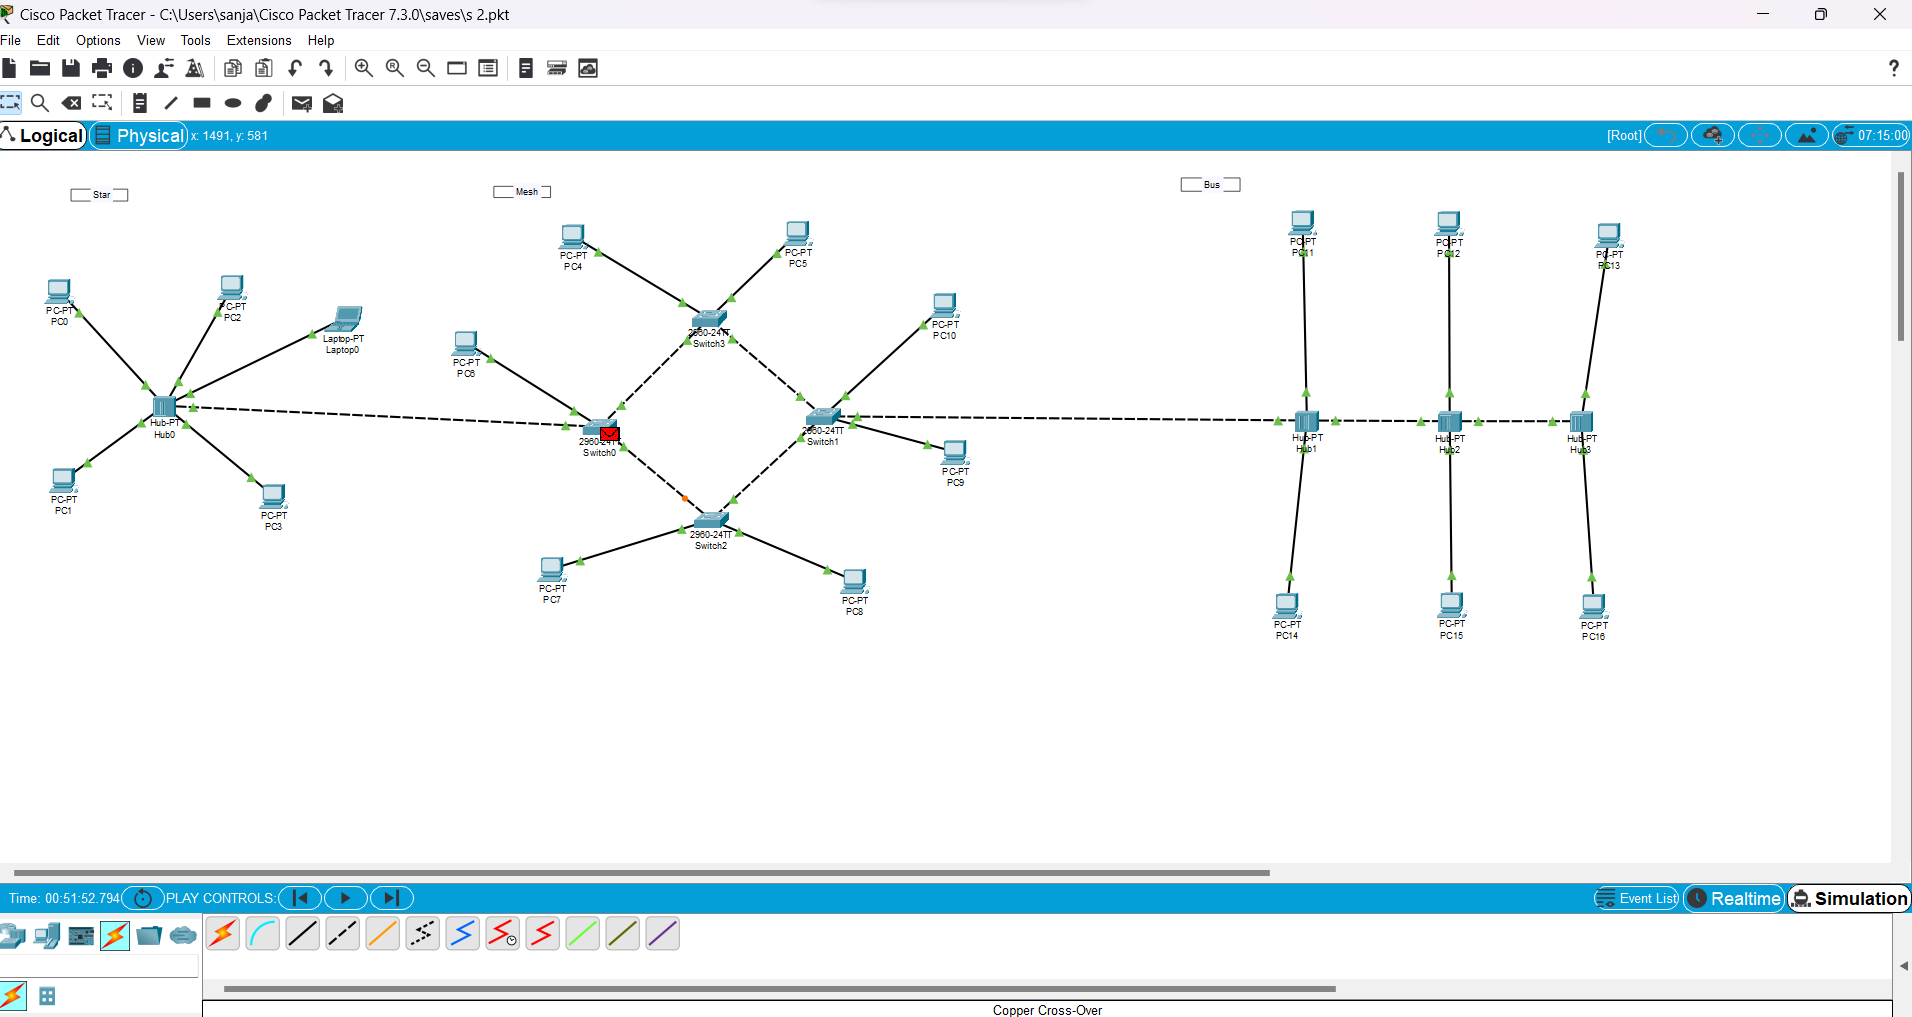 Cisco Packet Tracer - C:\Users\sanja\Cisco Packet Tracer 7.3.0\saves\s 2.pkt
File Edit Options View Tools Extensions Help
?
Logical Physical x: 1491, y: 581 [Root] 07:15:00
Star
Mesh
Bus
PC-PT
PC0
PC-PT
PC2
Laptop-PT
Laptop0
Hub-PT
Hub0
PC-PT
PC1
PC-PT
PC3
PC-PT
PC4
PC-PT
PC5
2960-24TT
Switch3
PC-PT
PC6
PC-PT
PC10
2960-24TT
Switch0
2960-24TT
Switch1
PC-PT
PC9
2960-24TT
Switch2
PC-PT
PC7
PC-PT
PC8
PC-PT
PC11
PC-PT
PC12
PC-PT
PC13
Hub-PT
Hub1
Hub-PT
Hub2
Hub-PT
Hub3
PC-PT
PC14
PC-PT
PC15
PC-PT
PC16
Time: 00:51:52.794 PLAY CONTROLS: Event List Realtime Simulation
Copper Cross-Over